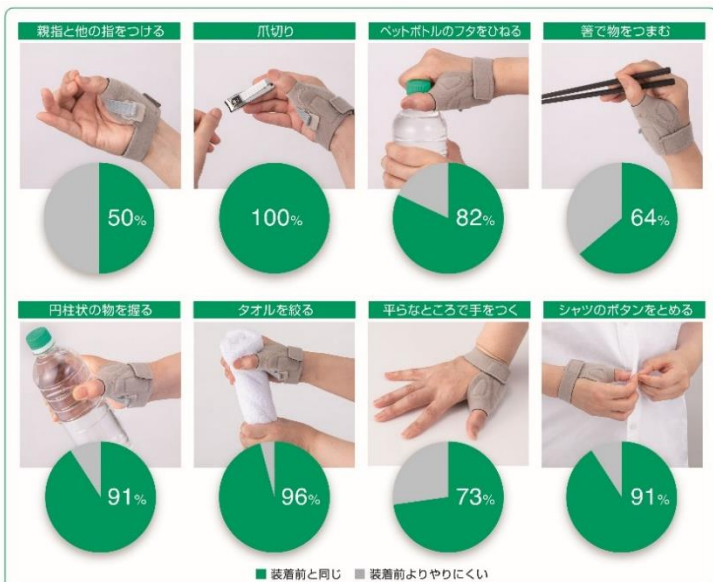 親指と他の指をつける
爪切り
ペットボトルのフタをひねる
箸で物をつまむ
50%
100%
82%
64%
円柱状の物を握る
タオルを絞る
平らなところで手をつく
シャツのボタンをとめる
91%
96%
73%
91%
装着前と同じ 装着前よりやりにくい